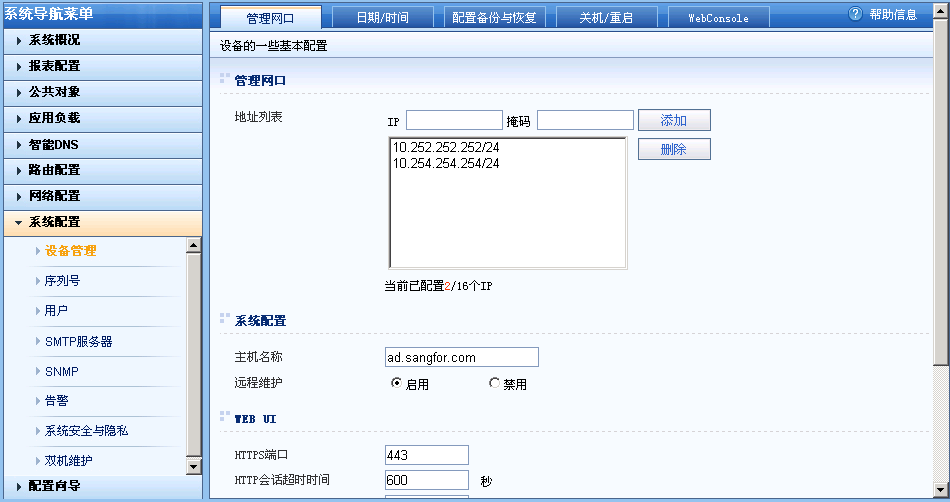 系统导航菜单
系统概况
报表配置
公共对象
应用负载
智能DNS
路由配置
网络配置
系统配置
设备管理
序列号
用户
SMTP服务器
SNMP
告警
系统安全与隐私
双机维护
配置向导
管理网口 日期/时间 配置备份与恢复 关机/重启 WebConsole 帮助信息
设备的一些基本配置
管理网口
地址列表 IP 掩码 添加
删除
10.252.252.252/24
10.254.254.254/24
当前已配置2/16个IP
系统配置
主机名称 ad.sangfor.com
远程维护 启用 禁用
WEB UI
HTTPS端口 443
HTTP会话超时时间 600 秒